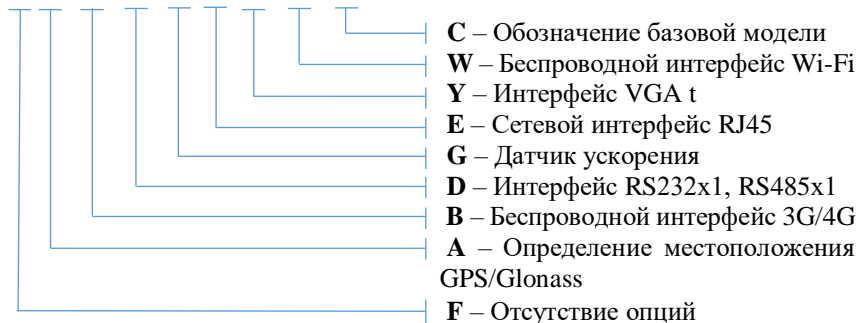 C – Обозначение базовой модели
W – Беспроводной интерфейс Wi-Fi
Y – Интерфейс VGA t
E – Сетевой интерфейс RJ45
G – Датчик ускорения
D – Интерфейс RS232x1, RS485x1
B – Беспроводной интерфейс 3G/4G
A – Определение местоположения
GPS/Glonass
F – Отсутствие опций